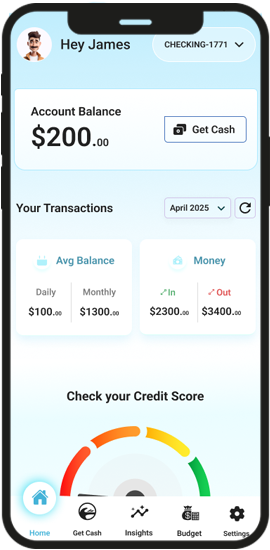 Hey James
CHECKING-1771
Account Balance
$200.00
Get Cash
Your Transactions
April 2025
Avg Balance
Money
Daily
Monthly
In
Out
$100.00
$1300.00
$2300.00
$3400.00
Check your Credit Score
Home
Get Cash
Insights
Budget
Settings